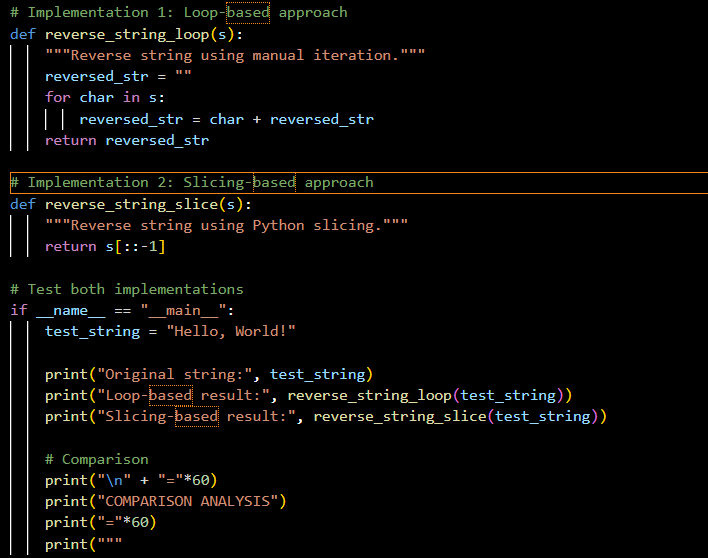 # Implementation 1: Loop-based approach
def reverse_string_loop(s):
    """Reverse string using manual iteration."""
    reversed_str = ""
    for char in s:
        reversed_str = char + reversed_str
    return reversed_str

# Implementation 2: Slicing-based approach
def reverse_string_slice(s):
    """Reverse string using Python slicing."""
    return s[::-1]

# Test both implementations
if __name__ == "__main__":
    test_string = "Hello, World!"

    print("Original string:", test_string)
    print("Loop-based result:", reverse_string_loop(test_string))
    print("Slicing-based result:", reverse_string_slice(test_string))

    # Comparison
    print("\n" + "="*60)
    print("COMPARISON ANALYSIS")
    print("="*60)
    print("""